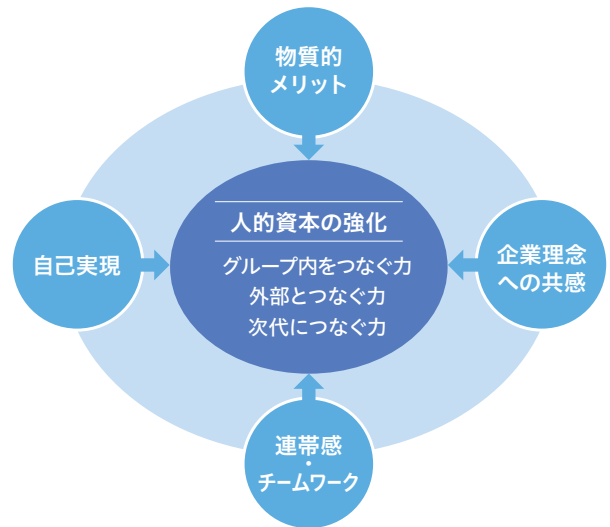 物質的
メリット
人的資本の強化
グループ内をつなぐ力
外部とつなぐ力
次代につなぐ力
自己実現
企業理念
への共感
連帯感
・
チームワーク